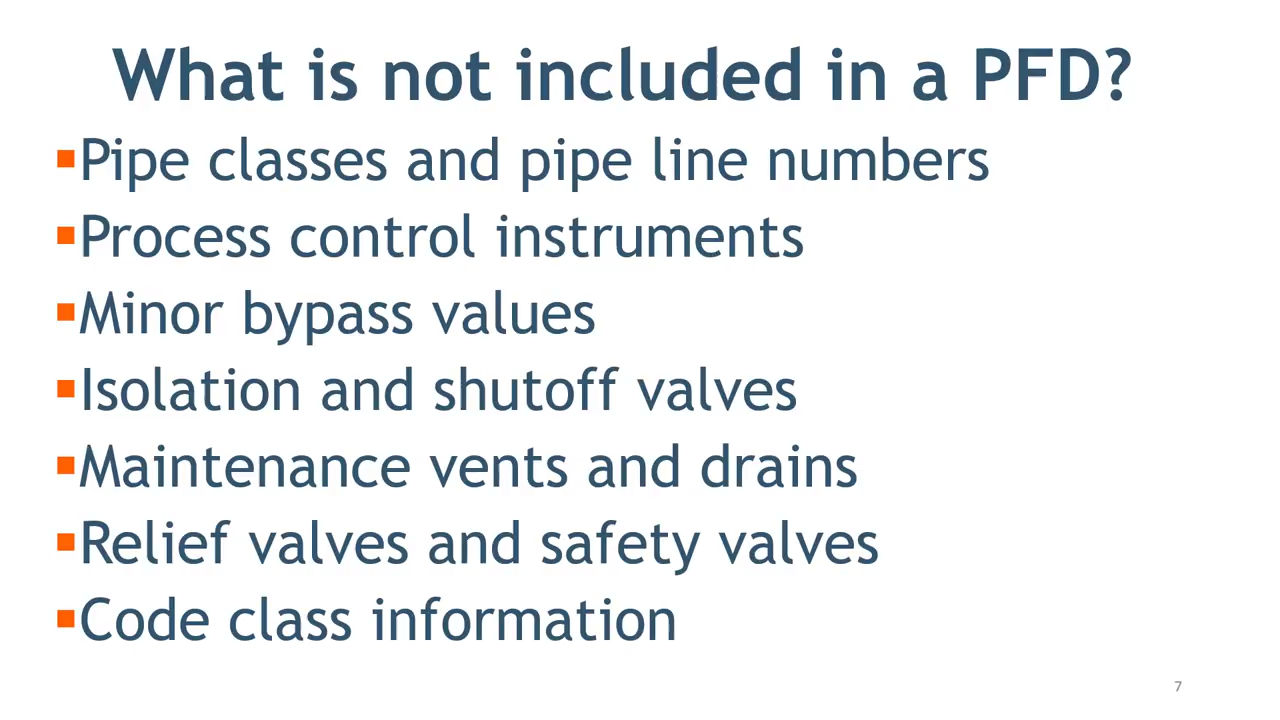 What is not included in a PFD?
▪Pipe classes and pipe line numbers
▪Process control instruments
▪Minor bypass values
▪Isolation and shutoff valves
▪Maintenance vents and drains
▪Relief valves and safety valves
▪Code class information
7